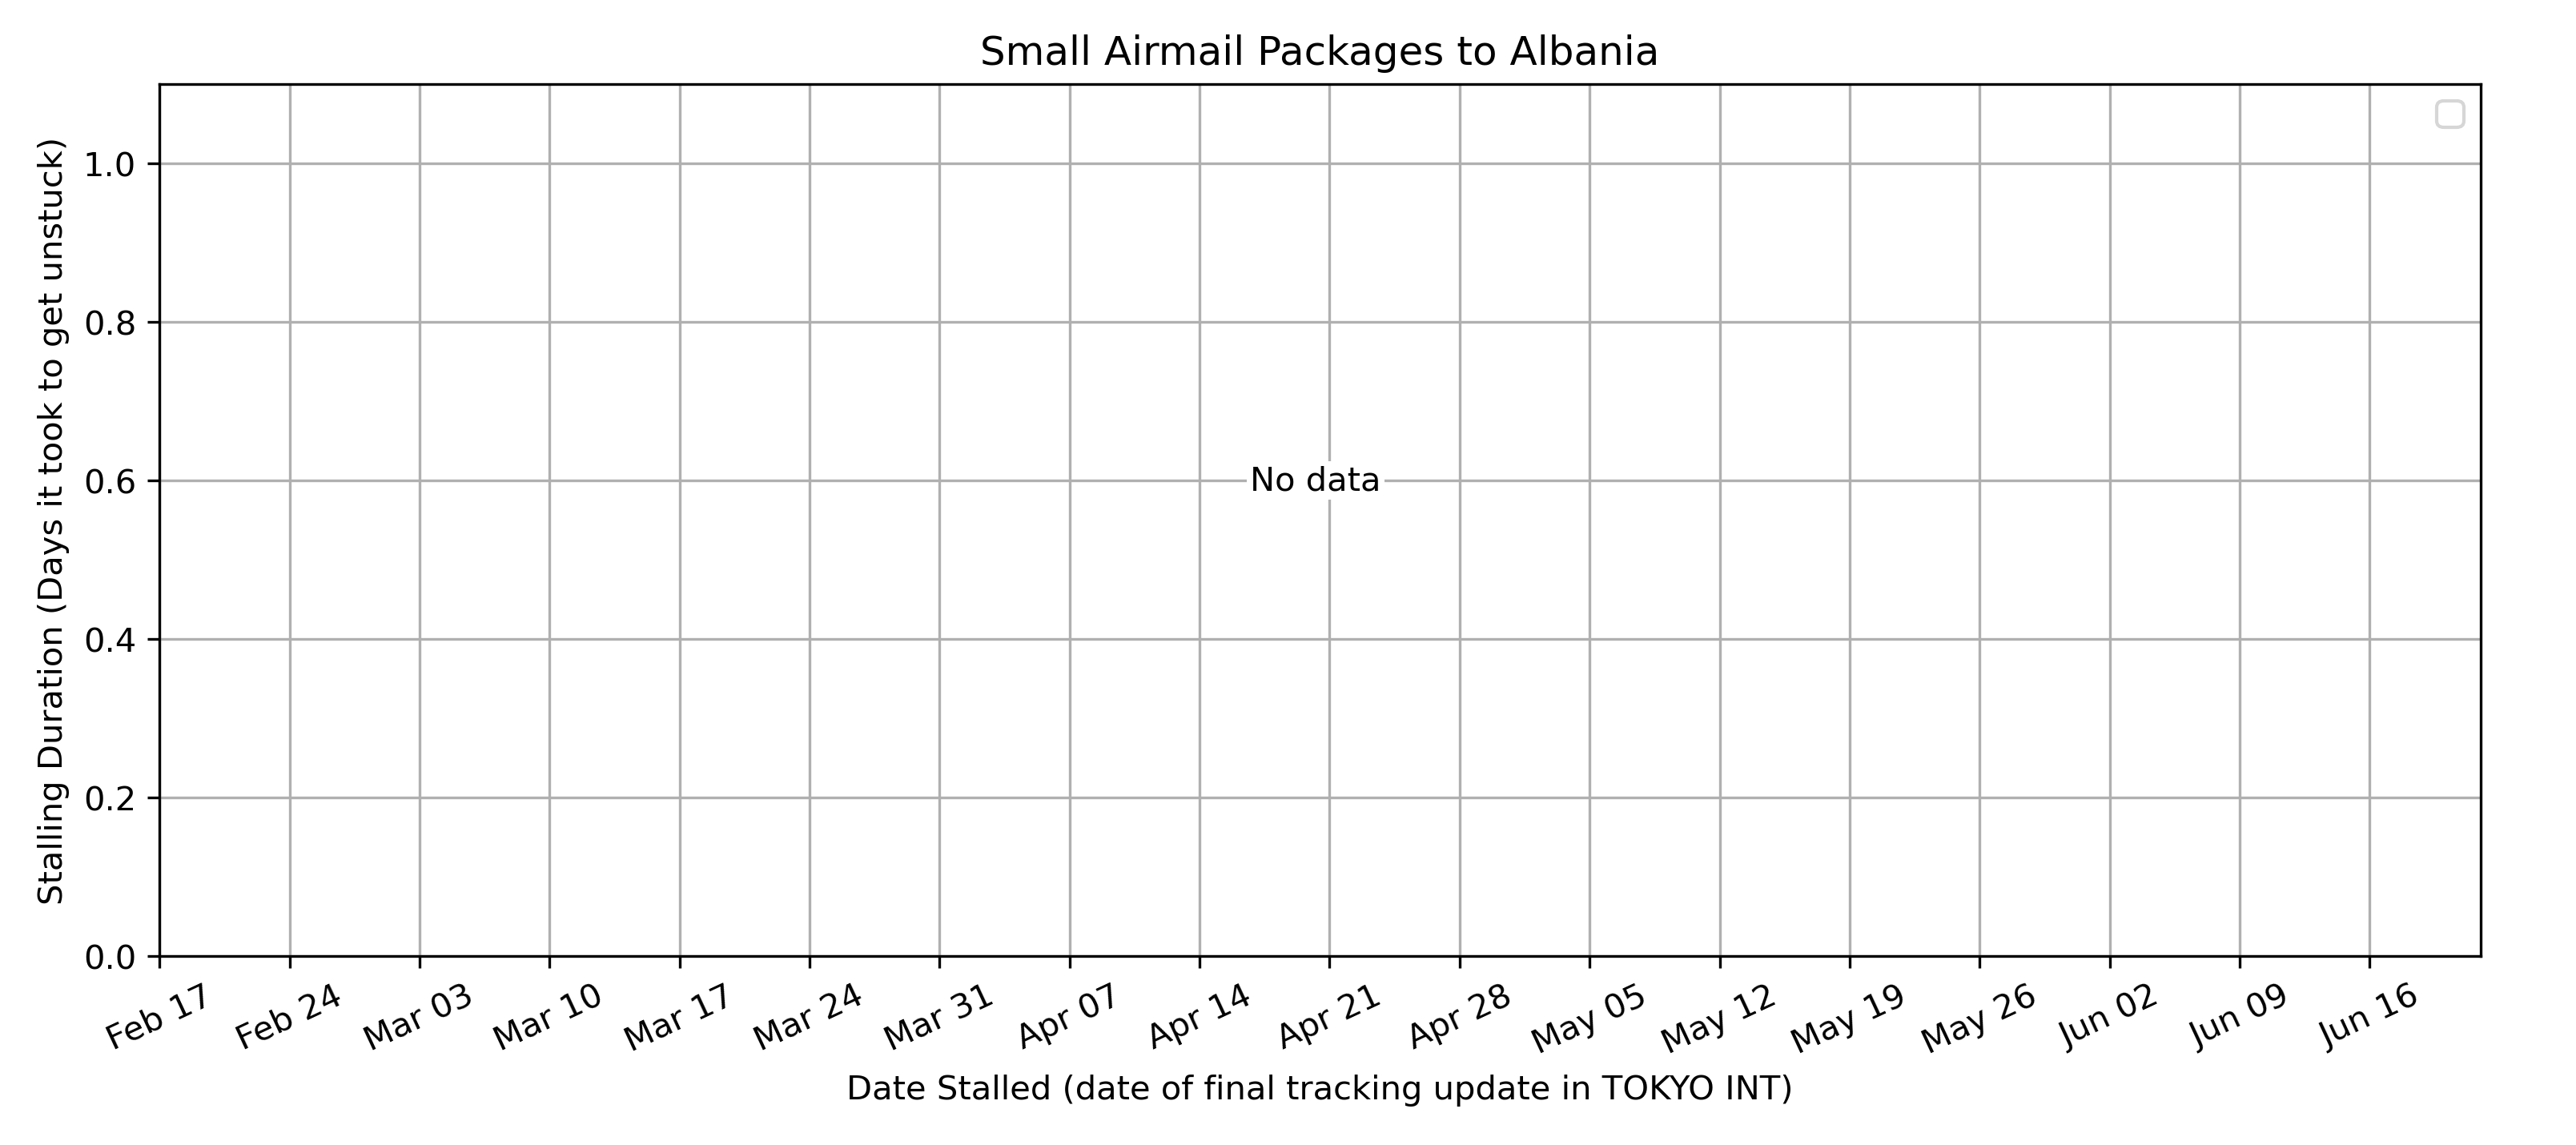 Small Airmail Packages to Albania
Stalling Duration (Days it took to get unstuck)
1.0
0.8
0.6
0.4
0.2
0.0
No data
Feb 17 Feb 24 Mar 03 Mar 10 Mar 17 Mar 24 Mar 31 Apr 07 Apr 14 Apr 21 Apr 28 May 05 May 12 May 19 May 26 Jun 02 Jun 09 Jun 16
Date Stalled (date of final tracking update in TOKYO INT)